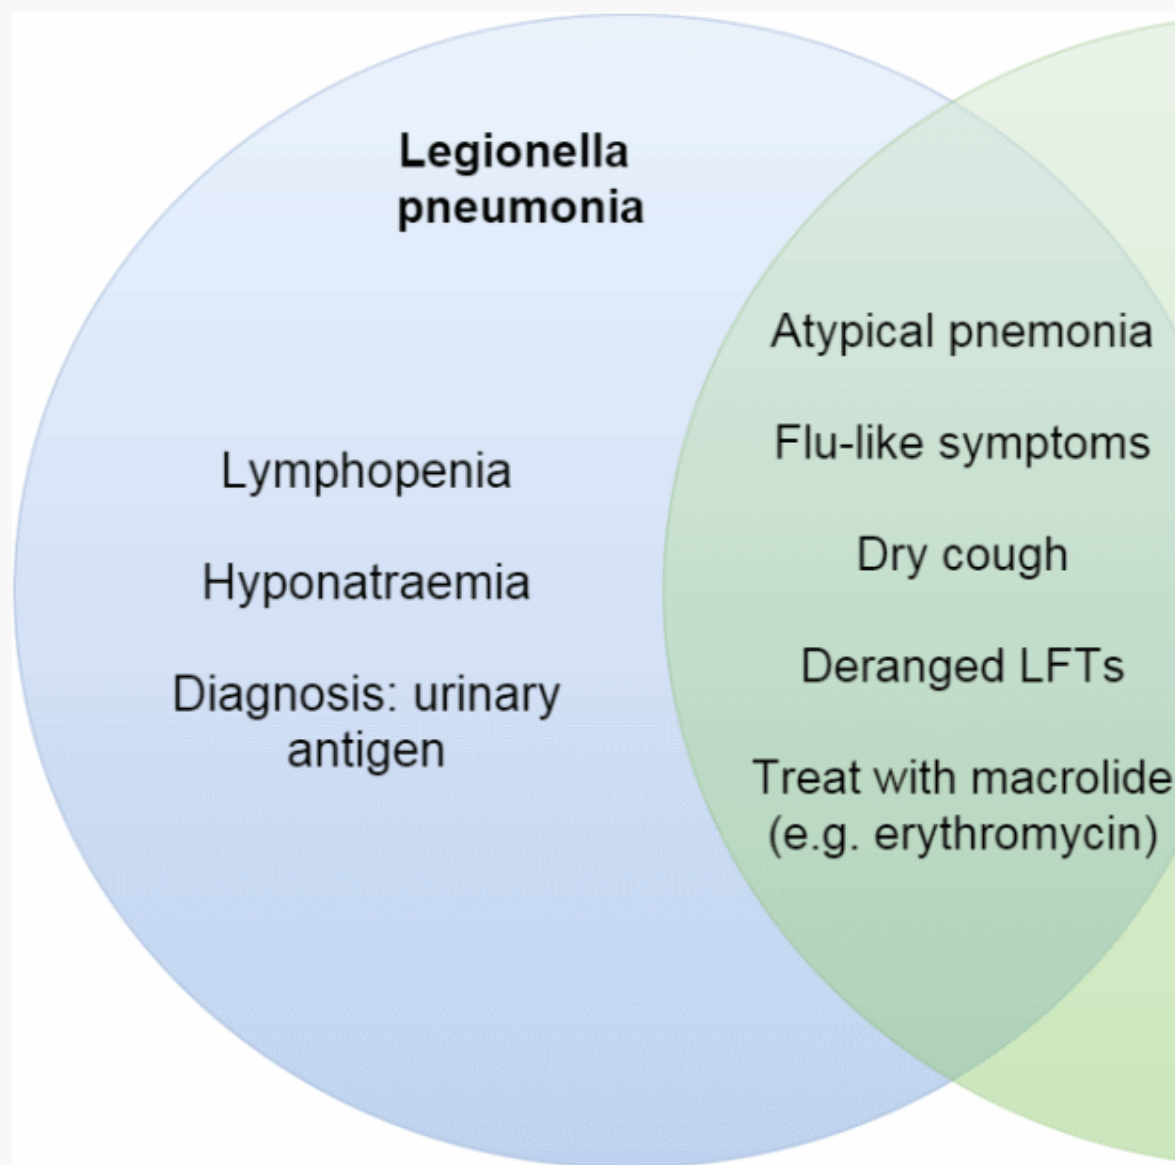 Legionella
pneumonia
Lymphopenia
Hyponatraemia
Diagnosis: urinary
antigen
Atypical pnemonia
Flu-like symptoms
Dry cough
Deranged LFTs
Treat with macrolide
(e.g. erythromycin)